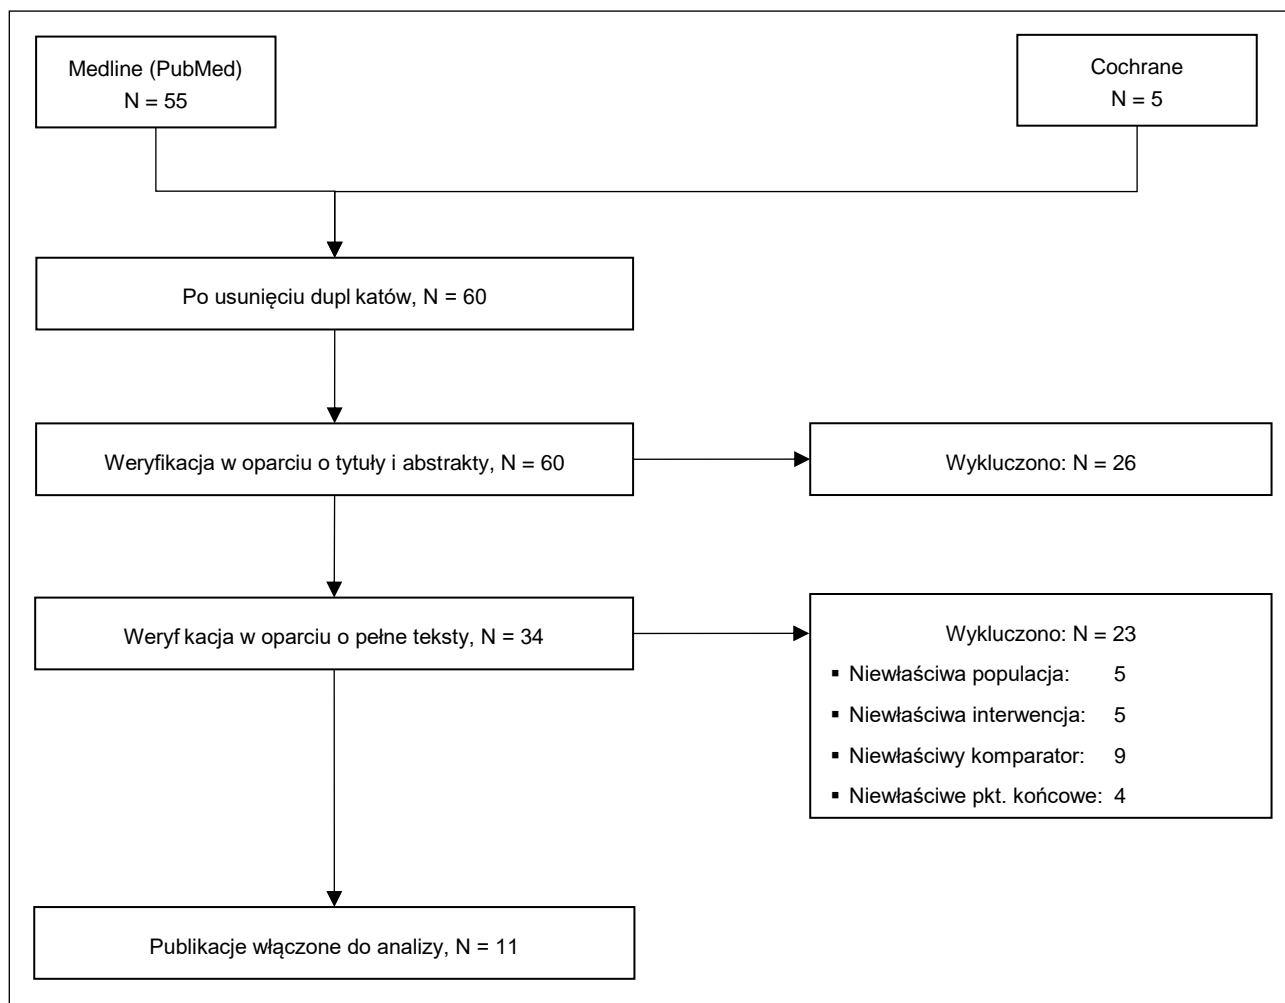 Medline (PubMed)
N = 55
Cochrane
N = 5
Po usunięciu dupl katów, N = 60
Weryfikacja w oparciu o tytuły i abstrakty, N = 60
Wykluczono: N = 26
Weryf kacja w oparciu o pełne teksty, N = 34
Wykluczono: N = 23
▪ Niewłaściwa populacja: 5
▪ Niewłaściwa interwencja: 5
▪ Niewłaściwy komparator: 9
▪ Niewłaściwe pkt. końcowe: 4
Publikacje włączone do analizy, N = 11